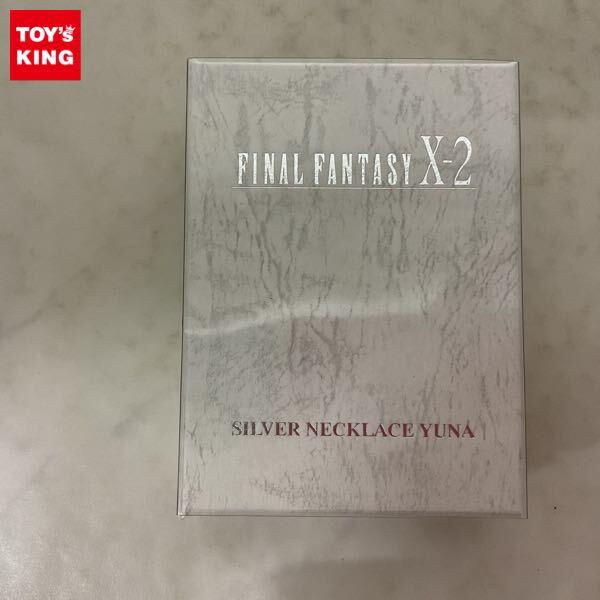 TOY's
KING
FINAL FANTASY X-2
SILVER NECKLACE YUNA